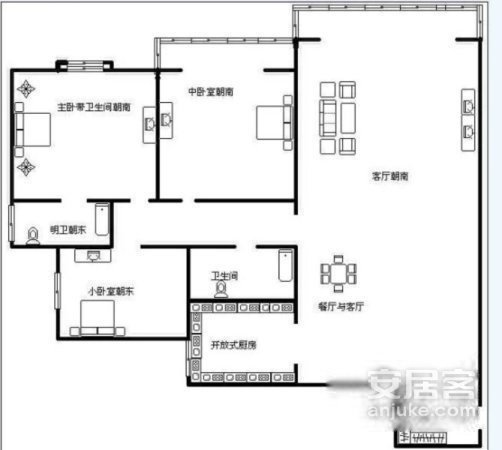 主卧带卫生间朝南
中卧室朝南
客厅朝南
明卫朝东
卫生间
小卧室朝东
餐厅与客厅
开放式厨房
安居客
anjuke.com